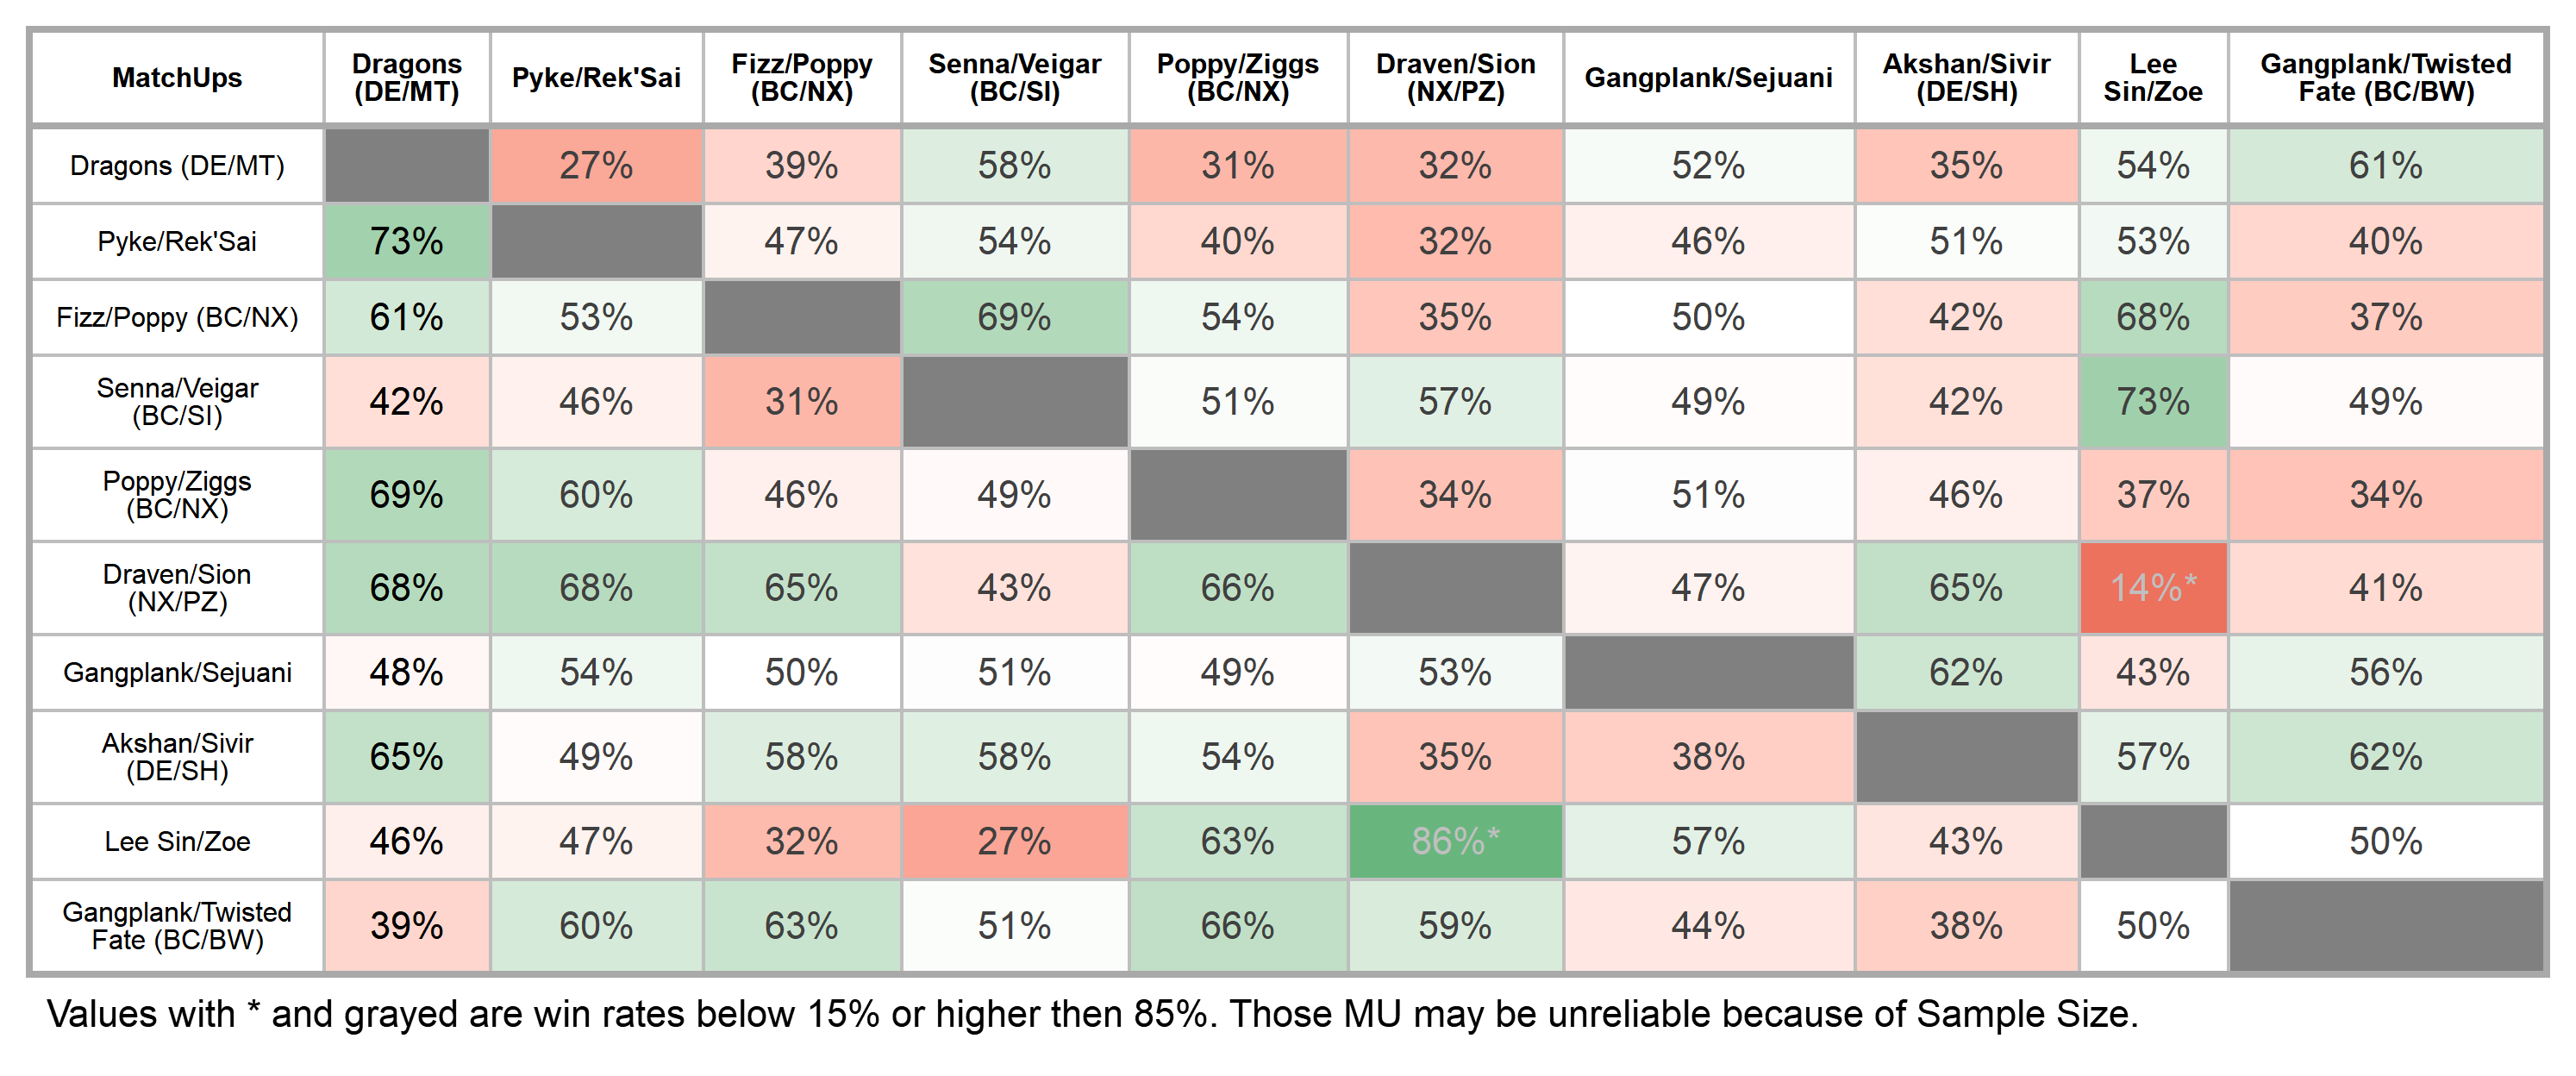 MatchUps Dragons (DE/MT) Pyke/Rek'Sai Fizz/Poppy (BC/NX) Senna/Veigar (BC/SI) Poppy/Ziggs (BC/NX) Draven/Sion (NX/PZ) Gangplank/Sejuani Akshan/Sivir (DE/SH) Lee Sin/Zoe Gangplank/Twisted Fate (BC/BW)
Dragons (DE/MT) 27% 39% 58% 31% 32% 52% 35% 54% 61%
Pyke/Rek'Sai 73% 47% 54% 40% 32% 46% 51% 53% 40%
Fizz/Poppy (BC/NX) 61% 53% 69% 54% 35% 50% 42% 68% 37%
Senna/Veigar (BC/SI) 42% 46% 31% 51% 57% 49% 42% 73% 49%
Poppy/Ziggs (BC/NX) 69% 60% 46% 49% 34% 51% 46% 37% 34%
Draven/Sion (NX/PZ) 68% 68% 65% 43% 66% 47% 65% 14%* 41%
Gangplank/Sejuani 48% 54% 50% 51% 49% 53% 62% 43% 56%
Akshan/Sivir (DE/SH) 65% 49% 58% 58% 54% 35% 38% 57% 62%
Lee Sin/Zoe 46% 47% 32% 27% 63% 86%* 57% 43% 50%
Gangplank/Twisted Fate (BC/BW) 39% 60% 63% 51% 66% 59% 44% 38% 50%
Values with * and grayed are win rates below 15% or higher then 85%. Those MU may be unreliable because of Sample Size.